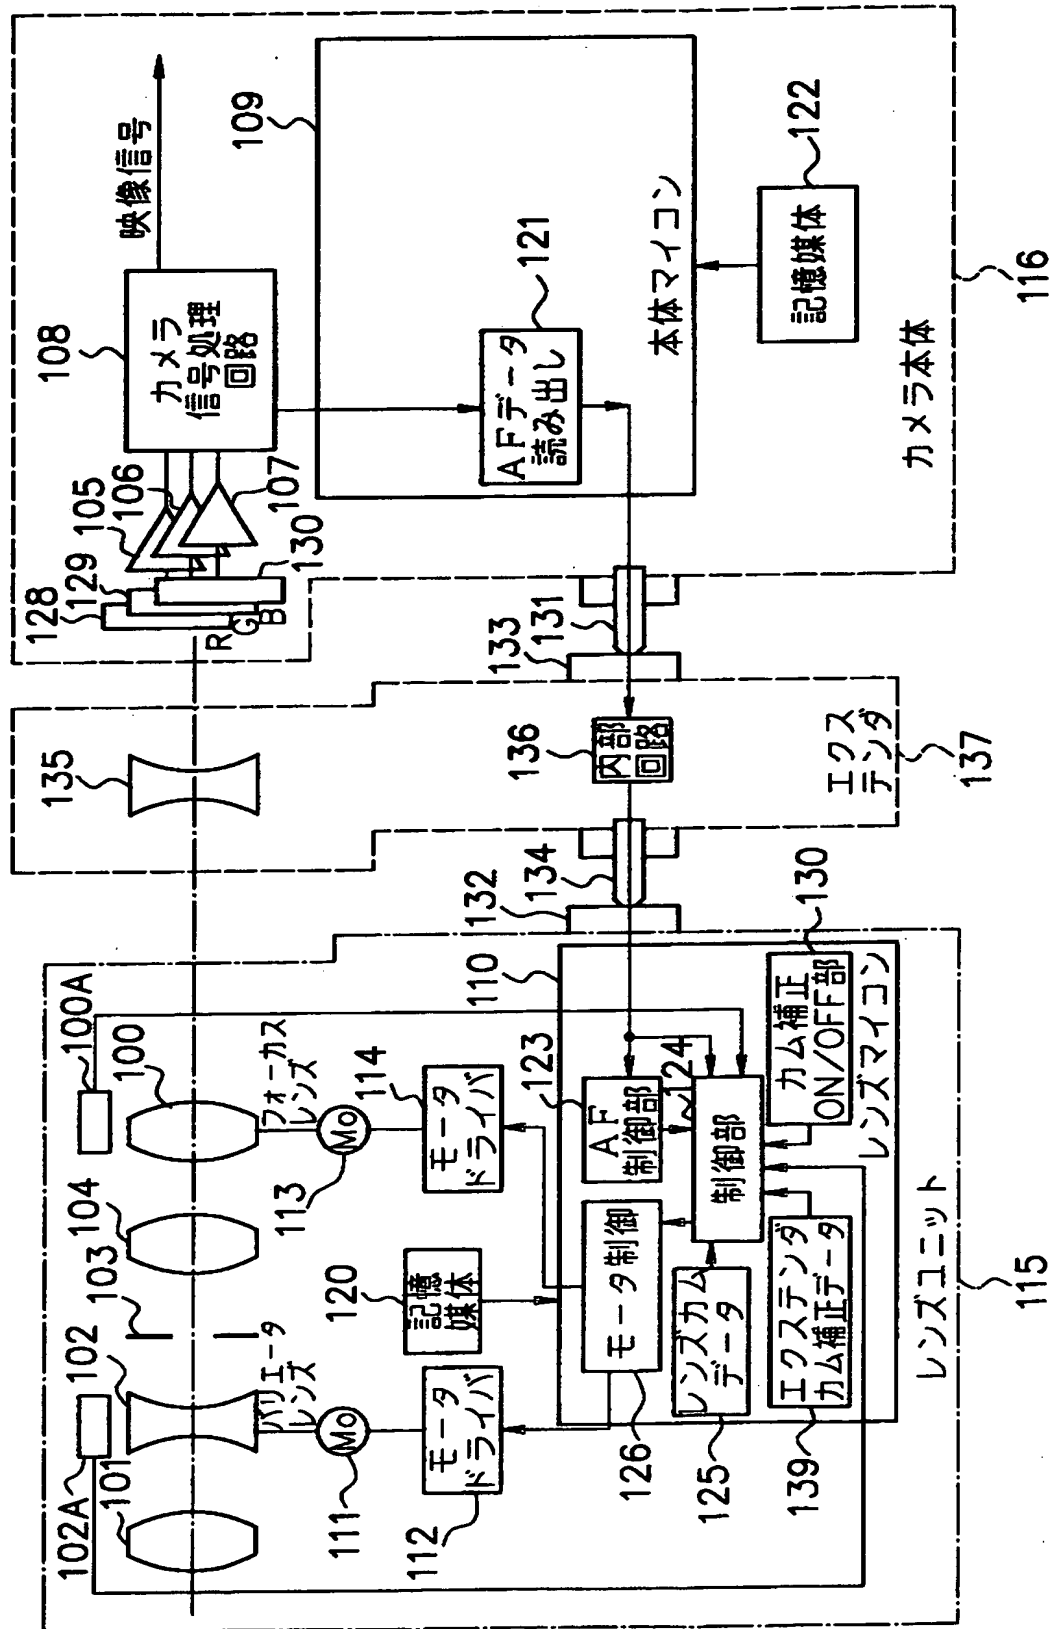 102A
101
102
103
104
100
100A
バリエータ
レンズ
フォーカス
レンズ
Mo
111
Mo
113
モータ
ドライバ
112
120
記憶
媒体
モータ
ドライバ
114
110
モータ制御
126
123
AF
制御部
124
制御部
レンズカム
データ
125
エクステンダ
カム補正データ
139
カム補正
ON/OFF部
130
レンズマイコン
レンズユニット
115
132
134
135
136
内部
回路
133
131
エクス
テンダ
137
128
129
130
R
G
B
105
106
107
108
カメラ
信号処理
回路
映像信号
109
AFデータ
読み出し
121
本体マイコン
記憶媒体
122
カメラ本体
116